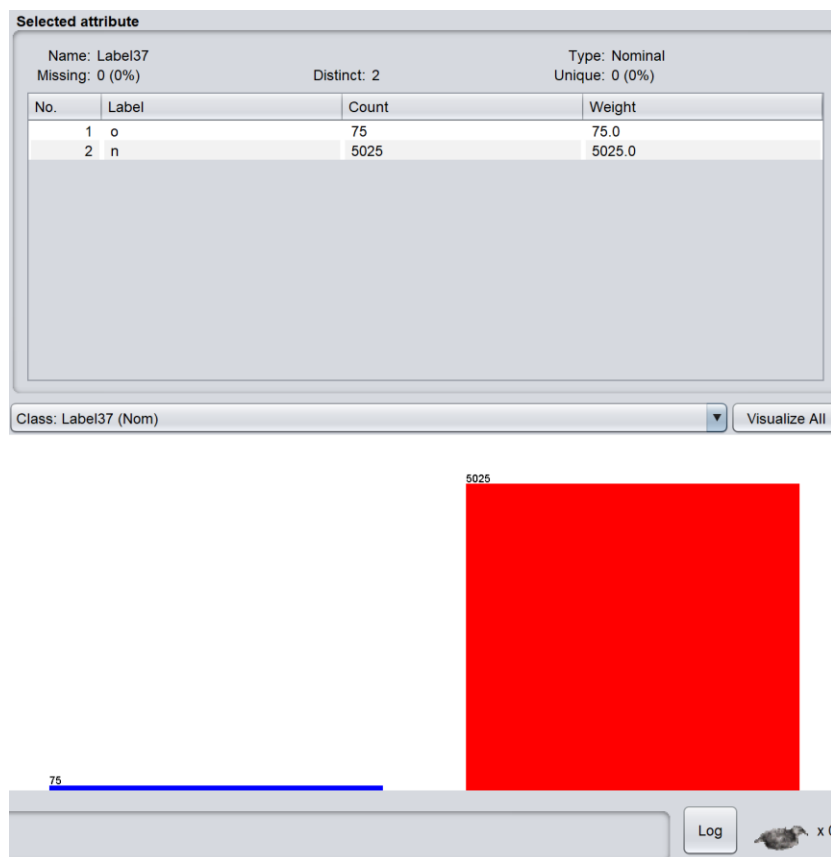 Selected attribute
Name: Label37 Type: Nominal
Missing: 0 (0%) Distinct: 2 Unique: 0 (0%)
No. Label Count Weight
1 o 75 75.0
2 n 5025 5025.0
Class: Label37 (Nom) Visualize All
5025
75
Log x 0